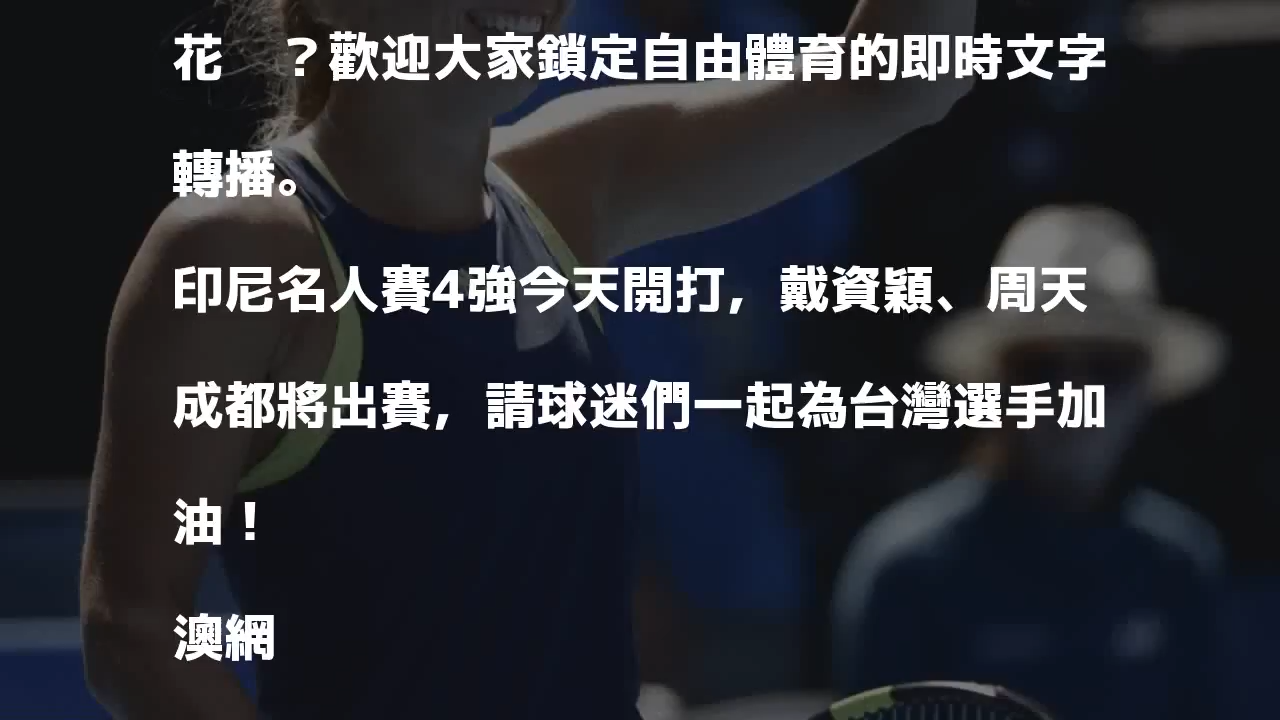 花　？歡迎大家鎖定自由體育的即時文字
轉播。
印尼名人賽4強今天開打，戴資穎、周天
成都將出賽，請球迷們一起為台灣選手加
油！
澳網